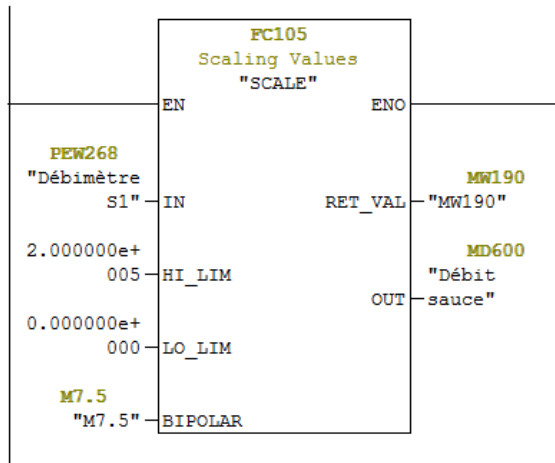 FC105
Scaling Values
"SCALE"
EN ENO
PEW268
"Débimètre
S1" IN
MW190
RET_VAL "MW190"
2.000000e+
005 HI_LIM
MD600
"Débit
OUT sauce"
0.000000e+
000 LO_LIM
M7.5
"M7.5" BIPOLAR